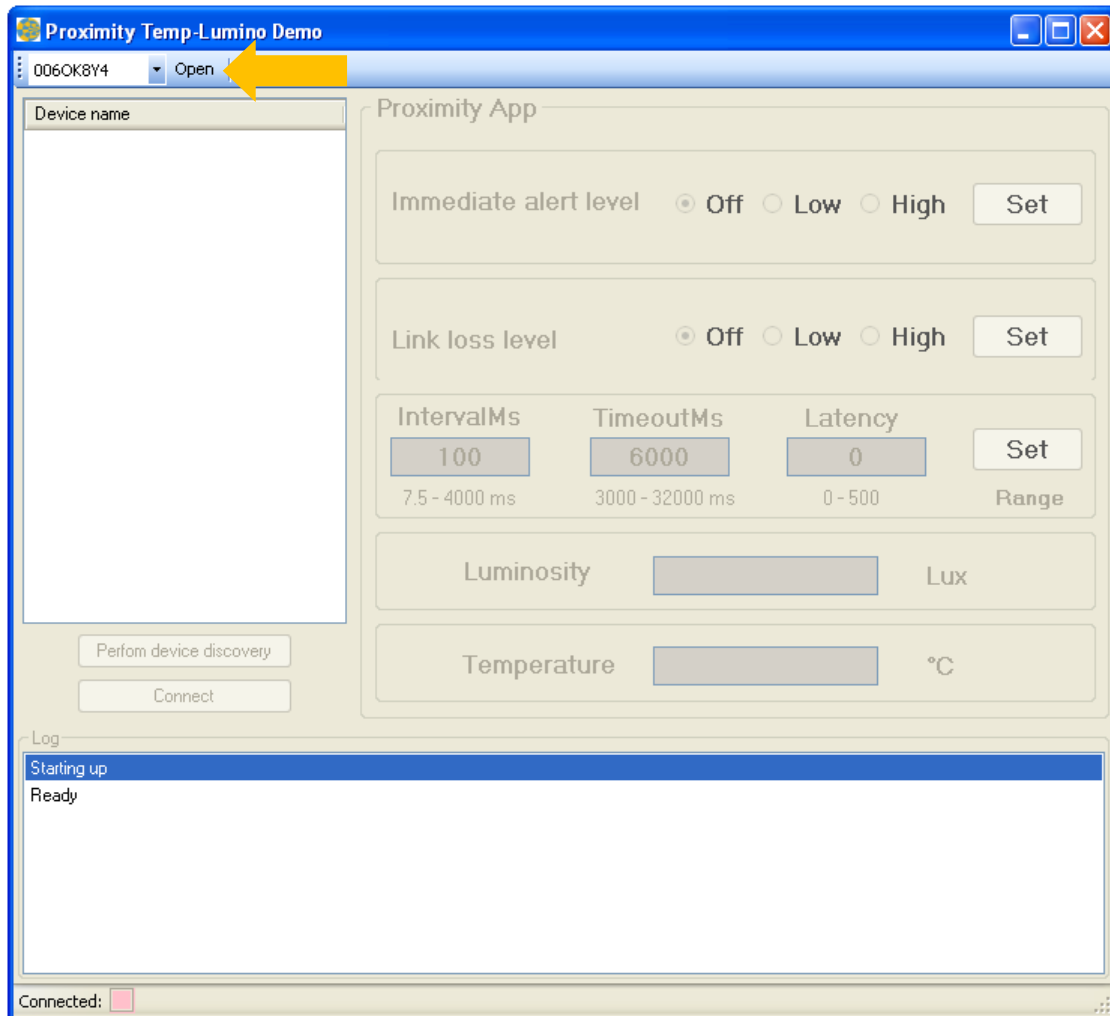 Proximity Temp-Lumino Demo
006OK8Y4 Open
Device name
Proximity App
Immediate alert level Off Low High Set
Link loss level Off Low High Set
IntervalMs TimeoutMs Latency
100 6000 0 Set
7.5 - 4000 ms 3000 - 32000 ms 0 - 500 Range
Luminosity Lux
Temperature °C
Perfom device discovery
Connect
Log
Starting up
Ready
Connected: